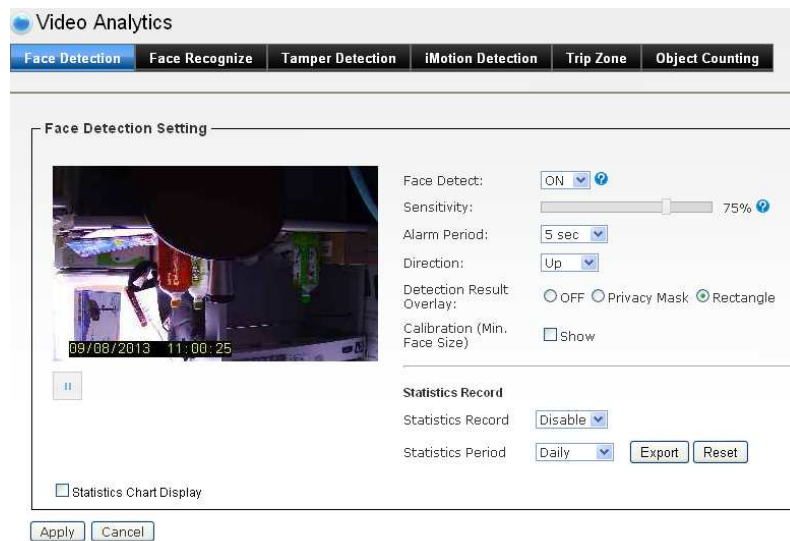 Video Analytics
Face Detection Face Recognize Tamper Detection iMotion Detection Trip Zone Object Counting
Face Detection Setting
Face Detect: ON
Sensitivity: 75%
Alarm Period: 5 sec
Direction: Up
Detection Result
Overlay: OFF Privacy Mask Rectangle
Calibration (Min.
Face Size) Show
09/08/2013 11:00:25
Statistics Record
Statistics Record Disable
Statistics Period Daily Export Reset
Statistics Chart Display
Apply Cancel